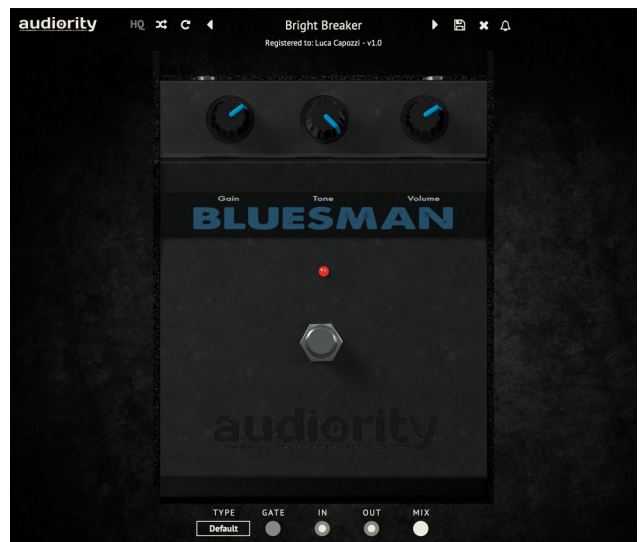 audiority
HQ
Bright Breaker
Registered to: Luca Capozzi - v1.0
Gain Tone Volume
BLUESMAN
audiority
TYPE GATE IN OUT MIX
Default